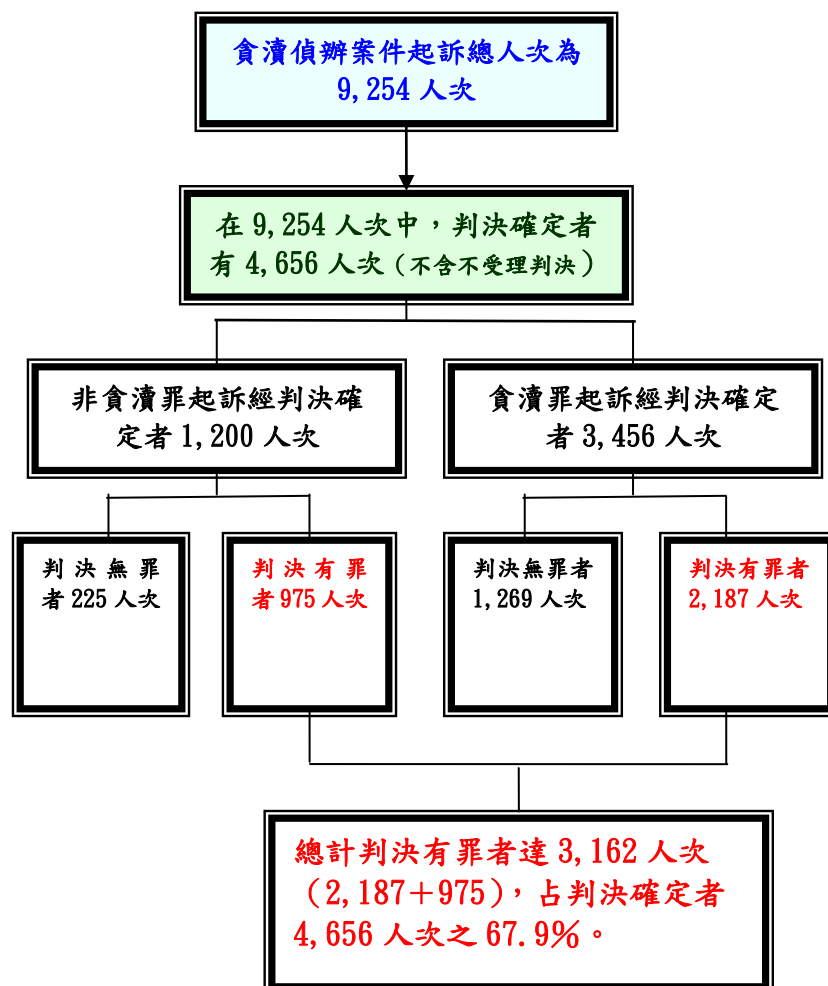 貪瀆偵辦案件起訴總人次為
9,254 人次
在 9,254 人次中，判決確定者
有 4,656 人次（不含不受理判決）
非貪瀆罪起訴經判決確
定者 1,200 人次
貪瀆罪起訴經判決確定
者 3,456 人次
判決無罪
者 225 人次
判決有罪
者 975 人次
判決無罪者
1,269 人次
判決有罪者
2,187 人次
總計判決有罪者達 3,162 人次
（2,187＋975），占判決確定者
4,656 人次之 67.9％。